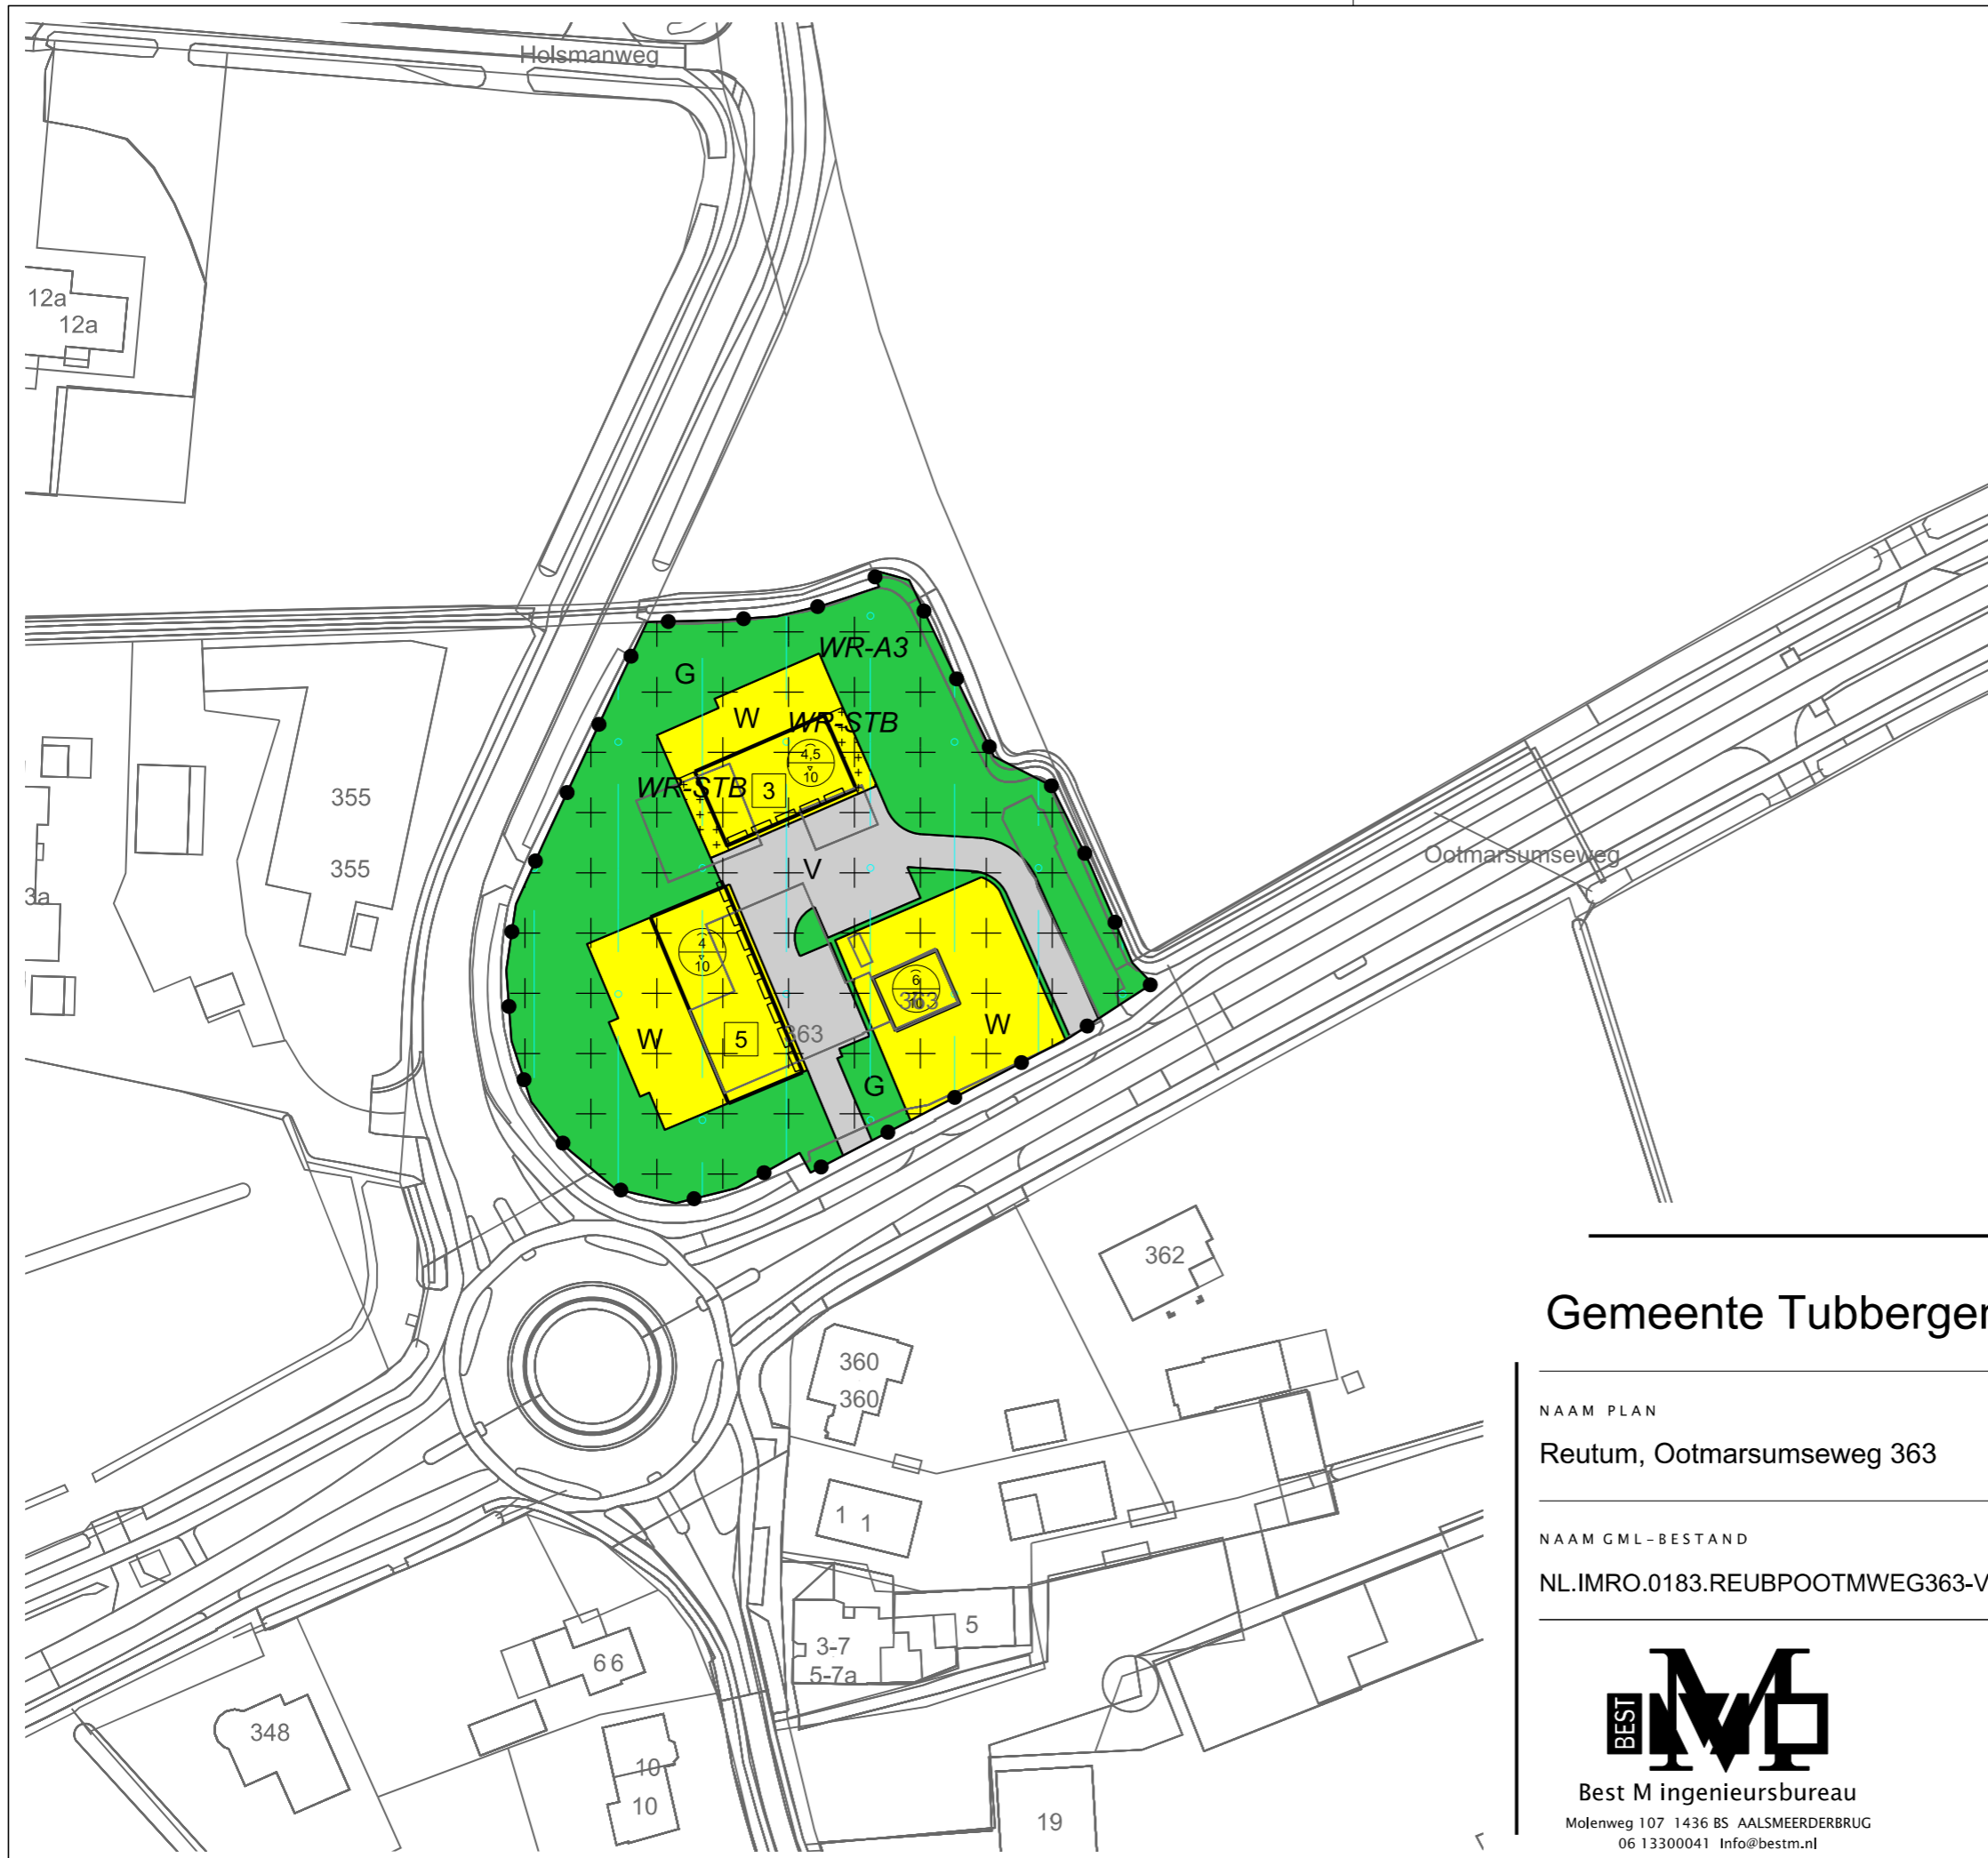 Holsmanweg
12a
12a
WR-A3
G
W
WR-STB
4,5
10
WR-STB
3
355
V
Ootmarsumseweg
355
3a
4
10
6
10
363
W
5
363
W
G
362
Gemeente Tubbergen
360
360
NAAM PLAN
Reutum, Ootmarsumseweg 363
1 1
NAAM GML-BESTAND
NL.IMRO.0183.REUBPOOTMWEG363-V
5
3-7
5-7a
6 6
348
10
10
19
BEST
M
Best M ingenieursbureau
Molenweg 107 1436 BS AALSMEERDERBRUG
06 13300041 Info@bestm.nl